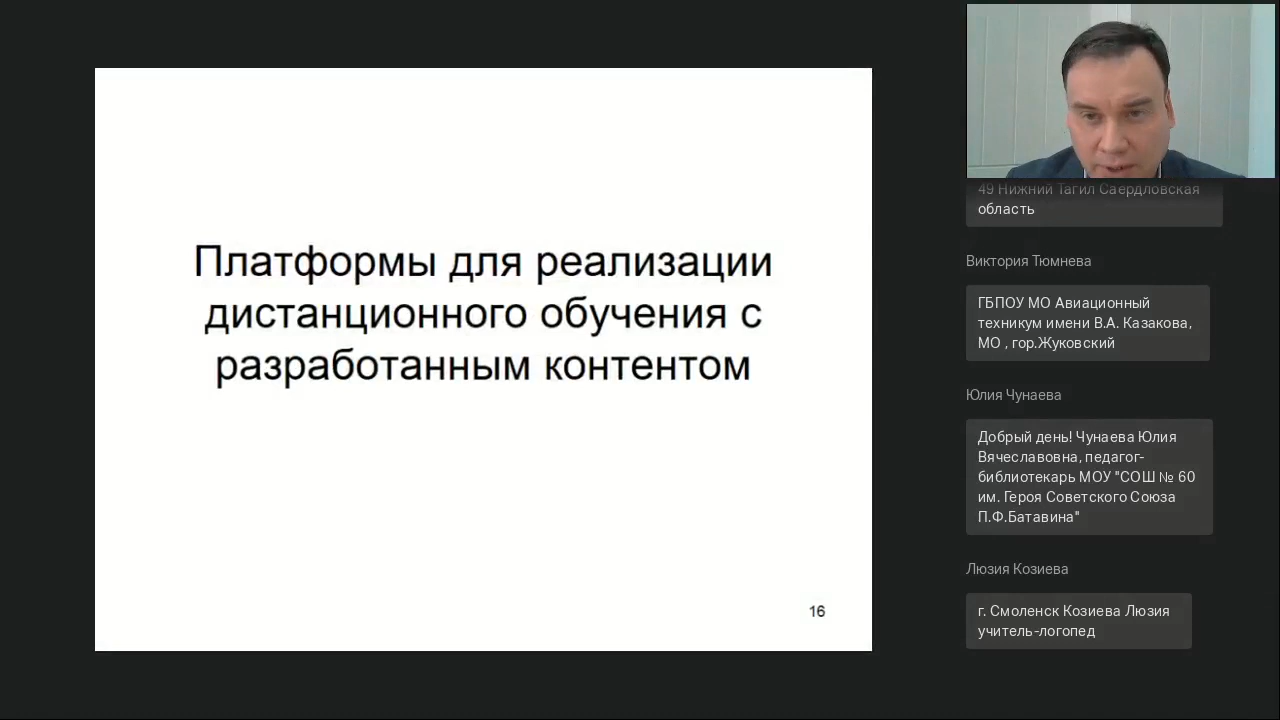 Платформы для реализации
дистанционного обучения с
разработанным контентом
16
49 Нижний Тагил Саердловская
область
Виктория Тюмнева
ГБПОУ МО Авиационный
техникум имени В.А. Казакова,
МО , гор.Жуковский
Юлия Чунаева
Добрый день! Чунаева Юлия
Вячеславовна, педагог-
библиотекарь МОУ "СОШ № 60
им. Героя Советского Союза
П.Ф.Батавина"
Люзия Козиева
г. Смоленск Козиева Люзия
учитель-логопед